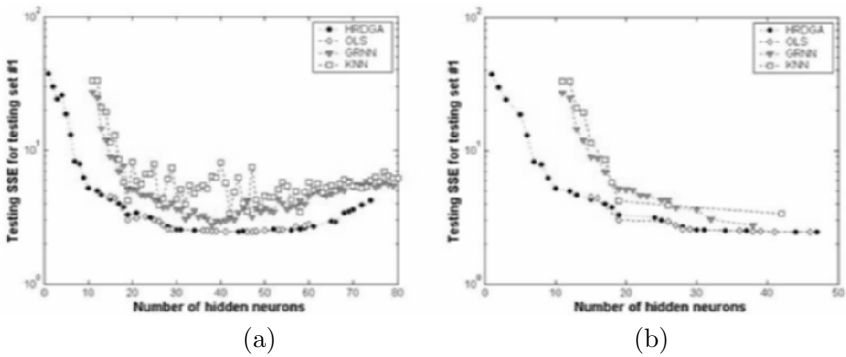 10²
HRDGA
OLS
GRNN
KNN
Testing SSE for testing set #1
10¹
10⁰
0 10 20 30 40 50 60 70 80
Number of hidden neurons
(a)
10²
HRDGA
OLS
GRNN
KNN
Testing SSE for testing set #1
10¹
10⁰
0 10 20 30 40 50
Number of hidden neurons
(b)